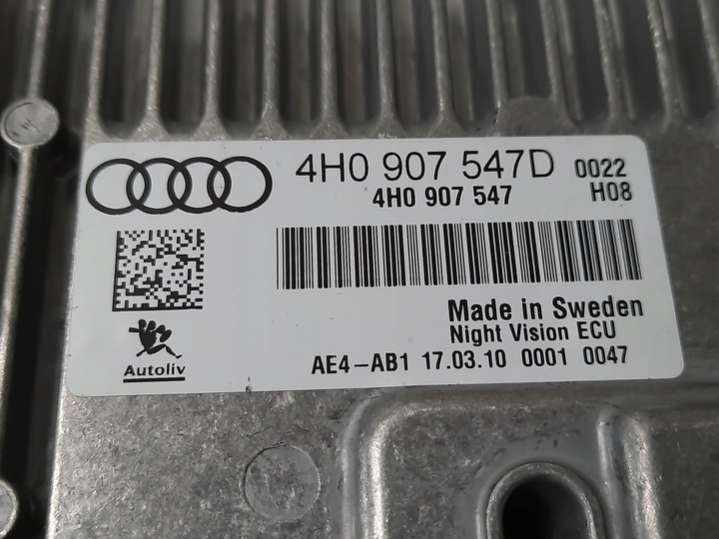 4H0 907 547D 0022
4H0 907 547 H08
Made in Sweden
Night Vision ECU
Autoliv
AE4-AB1 17.03.10 0001 0047